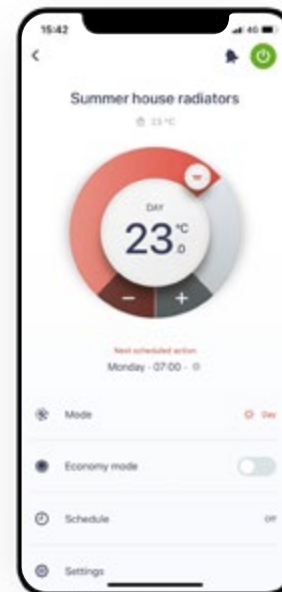 15:42
4G
Summer house radiators
23 °C
DAY
23.0 °C
− +
Next scheduled action
Monday - 07:00 -
Mode Day
Economy mode
Schedule Off
Settings